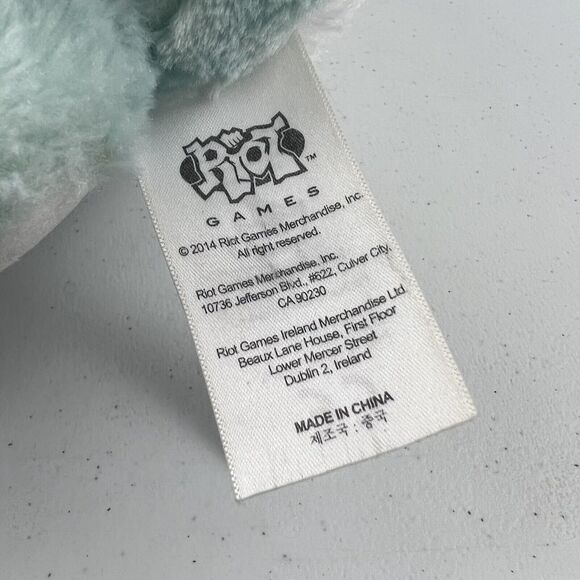 RIOT TM
GAMES
© 2014 Riot Games Merchandise, Inc.
All right reserved.
Riot Games Merchandise, Inc.
10736 Jefferson Blvd., #622, Culver City,
CA 90230
Riot Games Ireland Merchandise Ltd
Beaux Lane House, First Floor
Lower Mercer Street
Dublin 2, Ireland
MADE IN CHINA
제조국 : 중국